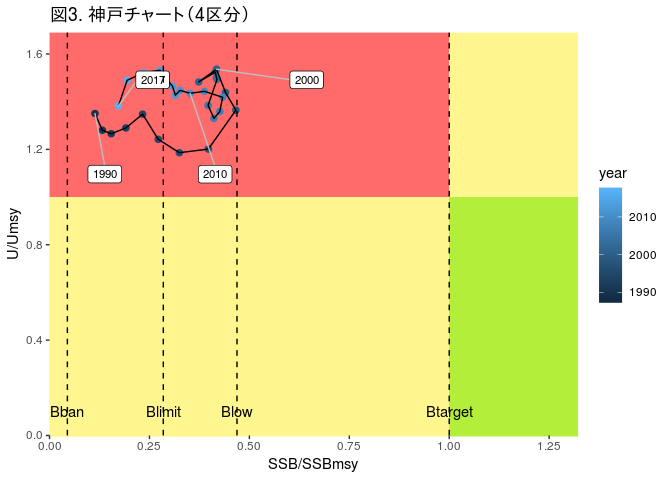 図3. 神戸チャート（4区分）
U/Umsy
1.6
1.2
0.8
0.4
0.0
2017
2000
1990
2010
Bban
Blimit
Blow
Btarget
0.00
0.25
0.50
0.75
1.00
1.25
SSB/SSBmsy
year
2010
2000
1990